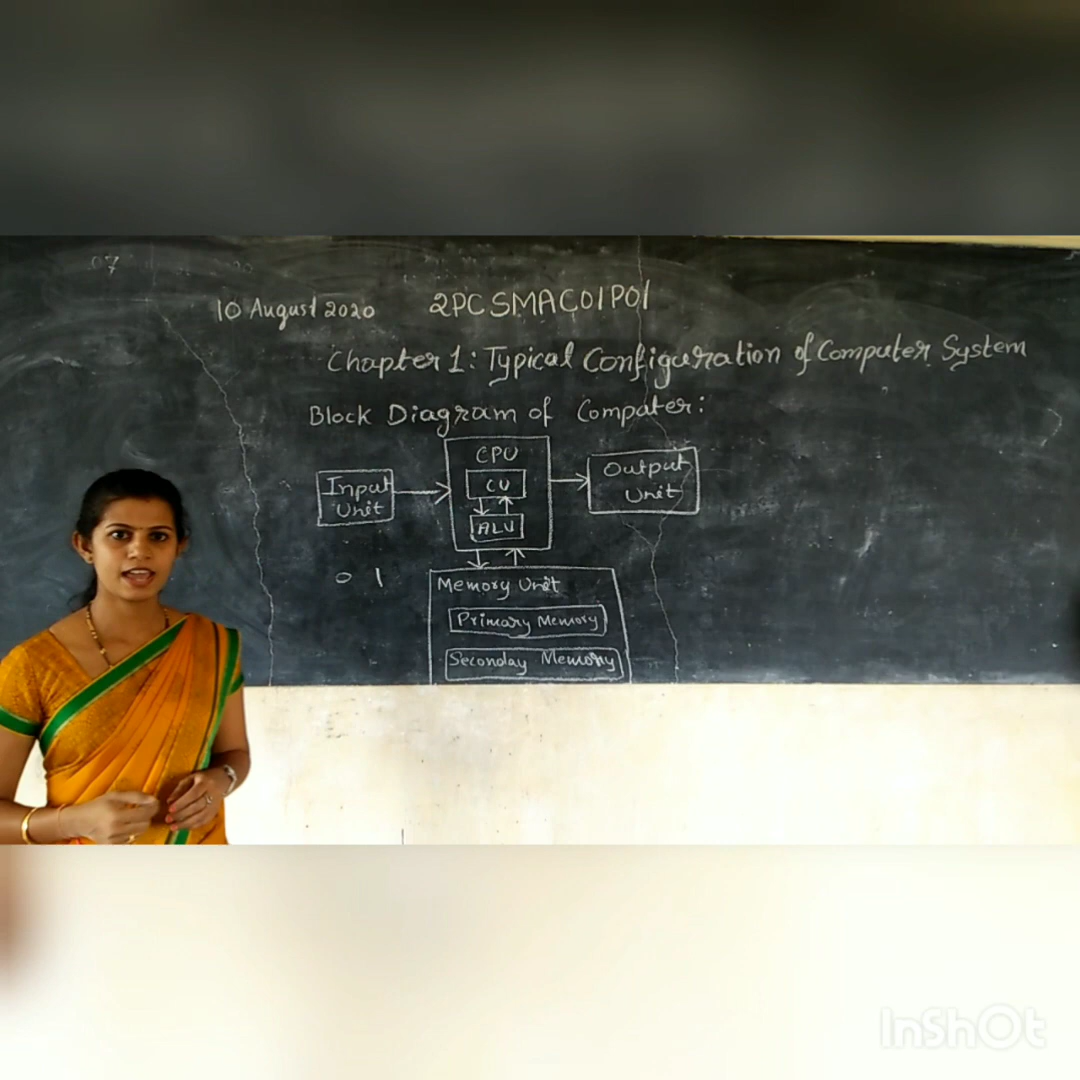 07
10 August 2020 2PCSMAC01P01
Chapter 1: Typical Configuration of Computer System
Block Diagram of Computer:
CPU
Input Unit
CU
Output Unit
ALU
0 1
Memory Unit
Primary Memory
Seconday Memory
InShOt